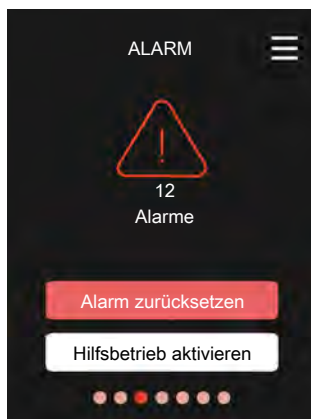 ALARM
12
Alarme
Alarm zurücksetzen
Hilfsbetrieb aktivieren